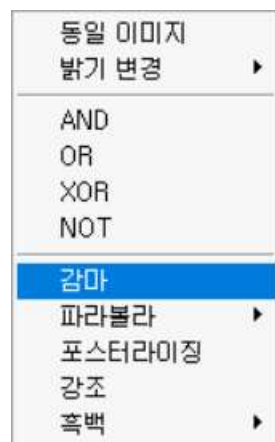 동일 이미지
밝기 변경
AND
OR
XOR
NOT
감마
파라볼라
포스터라이징
강조
흑백